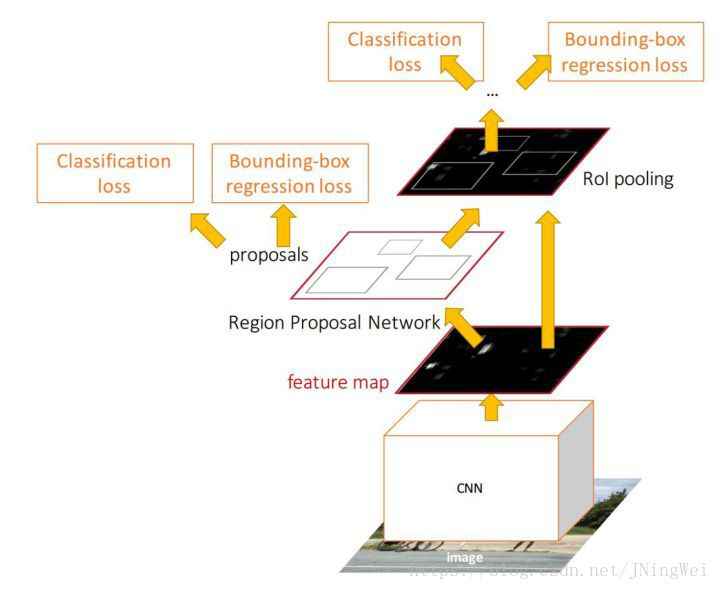 Classification
loss
Bounding-box
regression loss
...
Classification
loss
Bounding-box
regression loss
RoI pooling
proposals
Region Proposal Network
feature map
CNN
image
https://blog.csdn.net/JNingWei